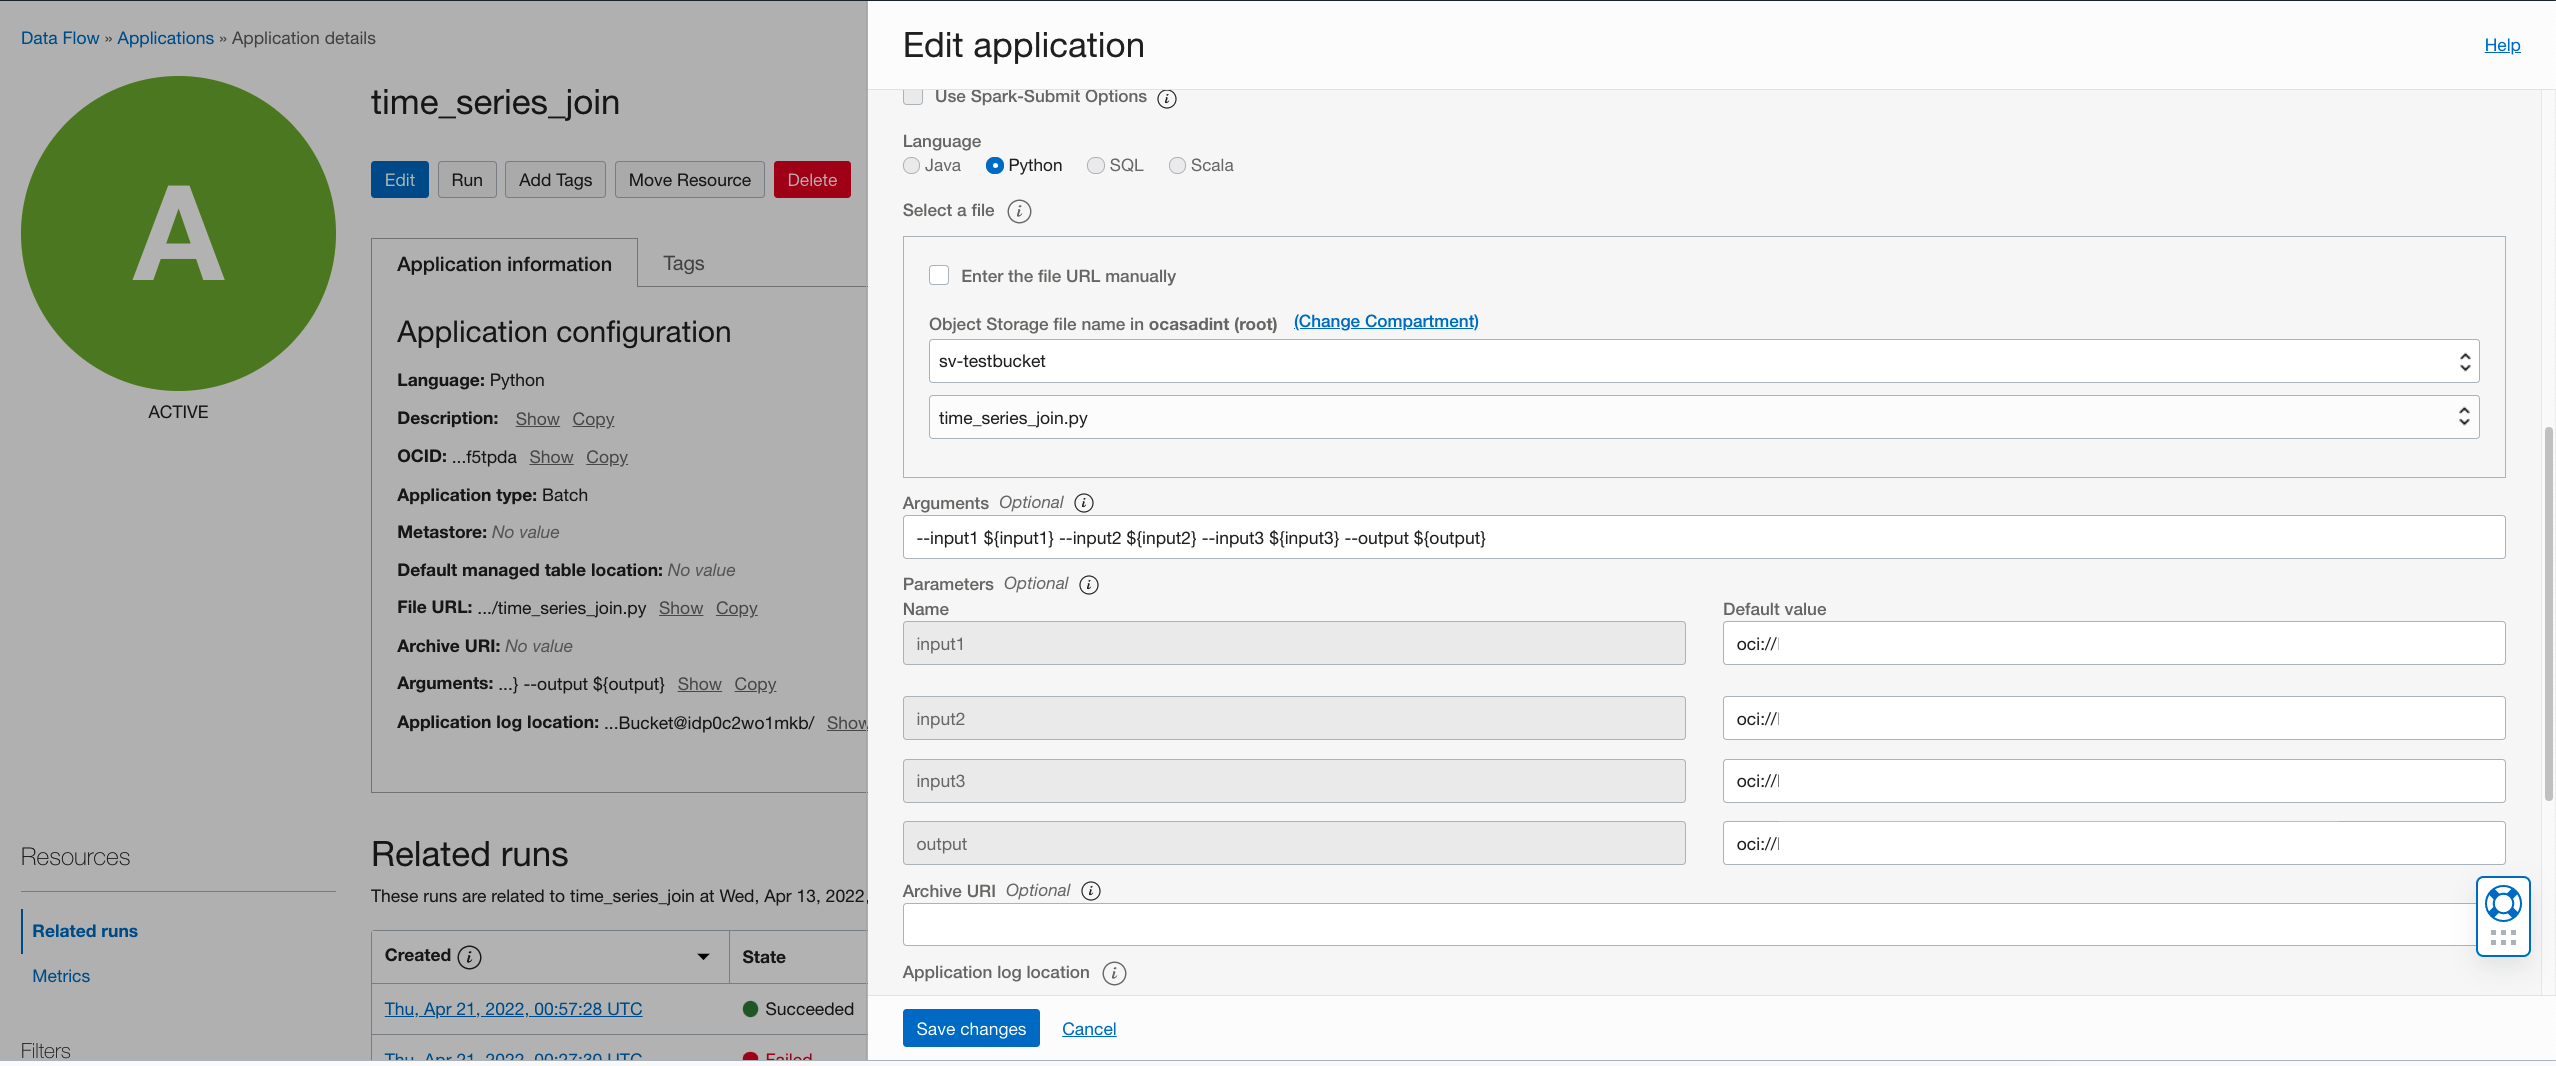 Data Flow » Applications » Application details
A
ACTIVE
time_series_join
Edit Run Add Tags Move Resource Delete
Application information Tags
Application configuration
Language: Python
Description: Show Copy
OCID: ...f5tpda Show Copy
Application type: Batch
Metastore: No value
Default managed table location: No value
File URL: .../time_series_join.py Show Copy
Archive URI: No value
Arguments: ...} --output ${output} Show Copy
Application log location: ...Bucket@idp0c2wo1mkb/ Show
Resources
Related runs
Metrics
Filters
Related runs
These runs are related to time_series_join at Wed, Apr 13, 2022,
Created i State
Thu, Apr 21, 2022, 00:57:28 UTC Succeeded
Thu, Apr 21, 2022, 00:27:30 UTC Failed
Edit application
Help
Use Spark-Submit Options i
Language
Java Python SQL Scala
Select a file i
Enter the file URL manually
Object Storage file name in ocasadint (root) (Change Compartment)
sv-testbucket
time_series_join.py
Arguments Optional i
--input1 ${input1} --input2 ${input2} --input3 ${input3} --output ${output}
Parameters Optional i
Name Default value
input1 oci://
input2 oci://
input3 oci://
output oci://
Archive URI Optional i
Application log location i
Save changes Cancel